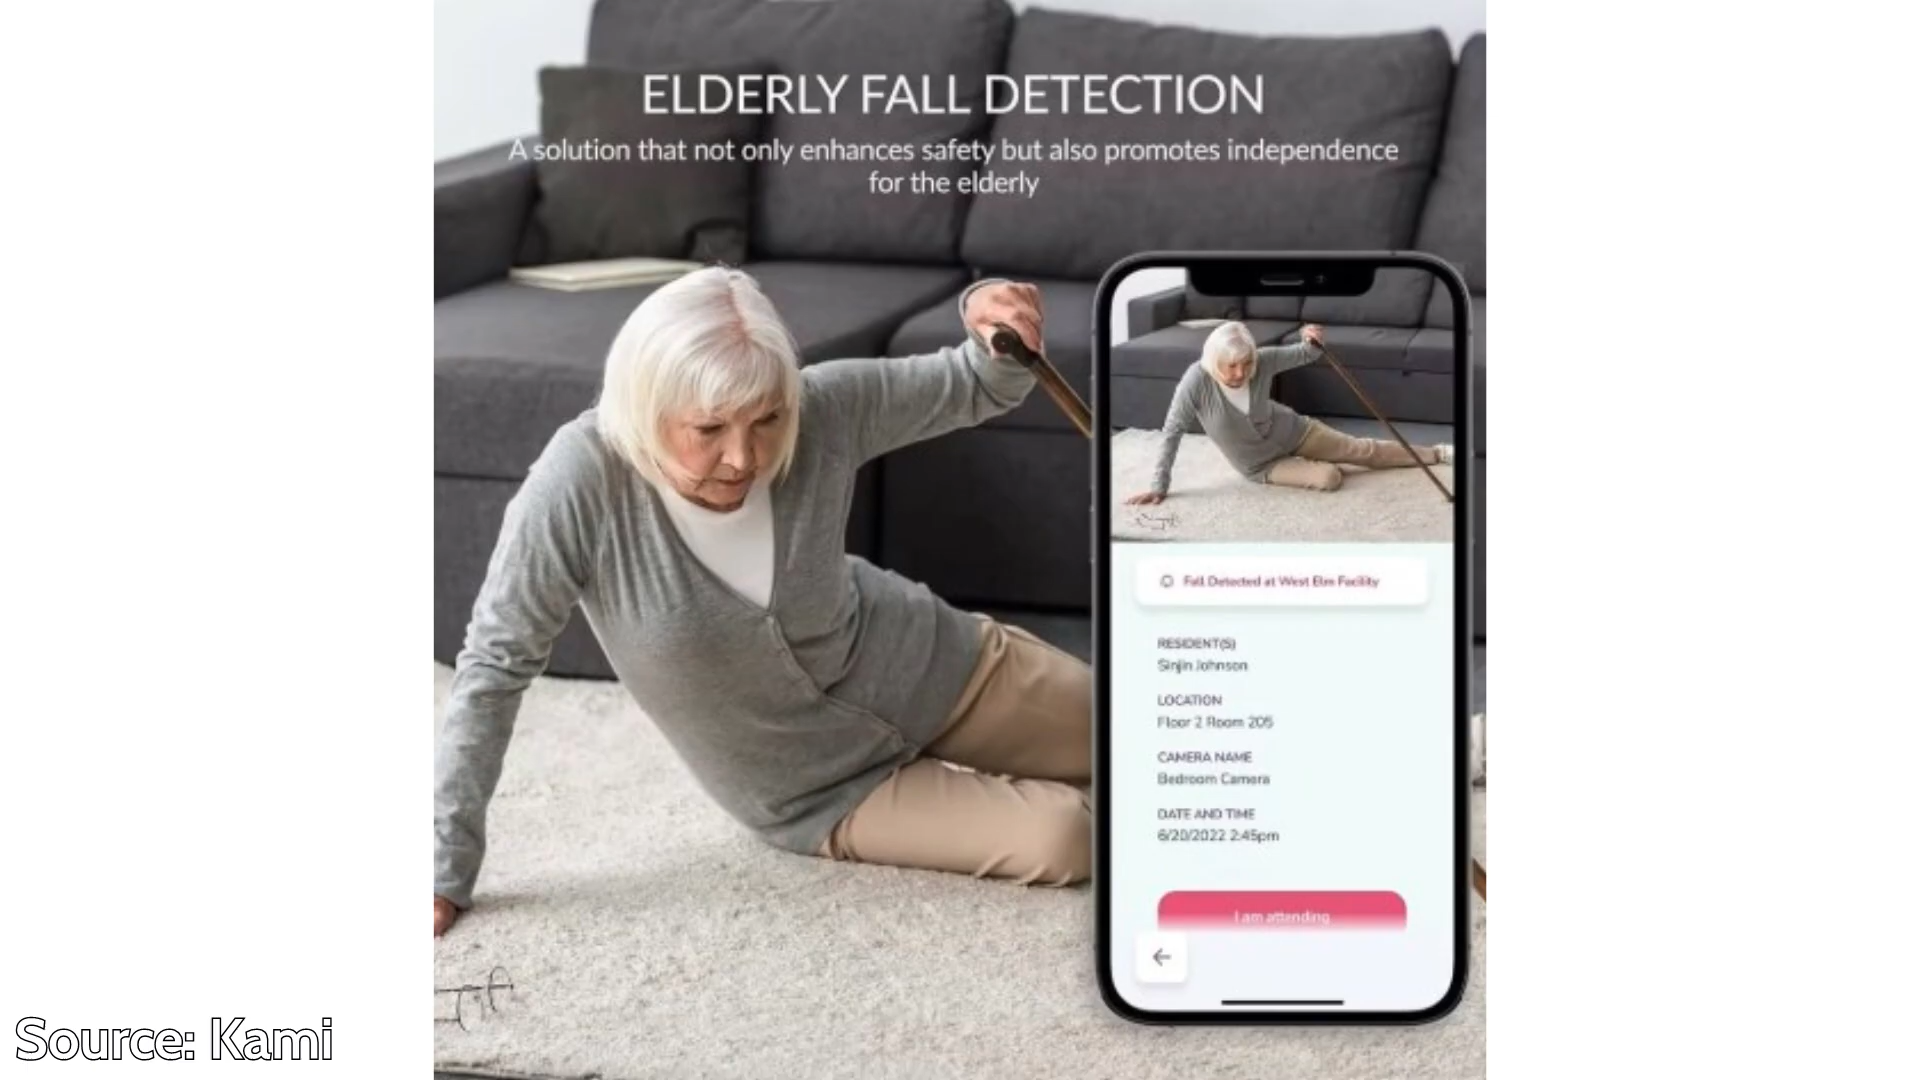 ELDERLY FALL DETECTION
A solution that not only enhances safety but also promotes independence
for the elderly
Fall Detected at West Elm Facility
RESIDENT(S)
Sinjin Johnson
LOCATION
Floor 2 Room 205
CAMERA NAME
Bedroom Camera
DATE AND TIME
6/20/2022 2:45pm
I am attending
Source: Kami